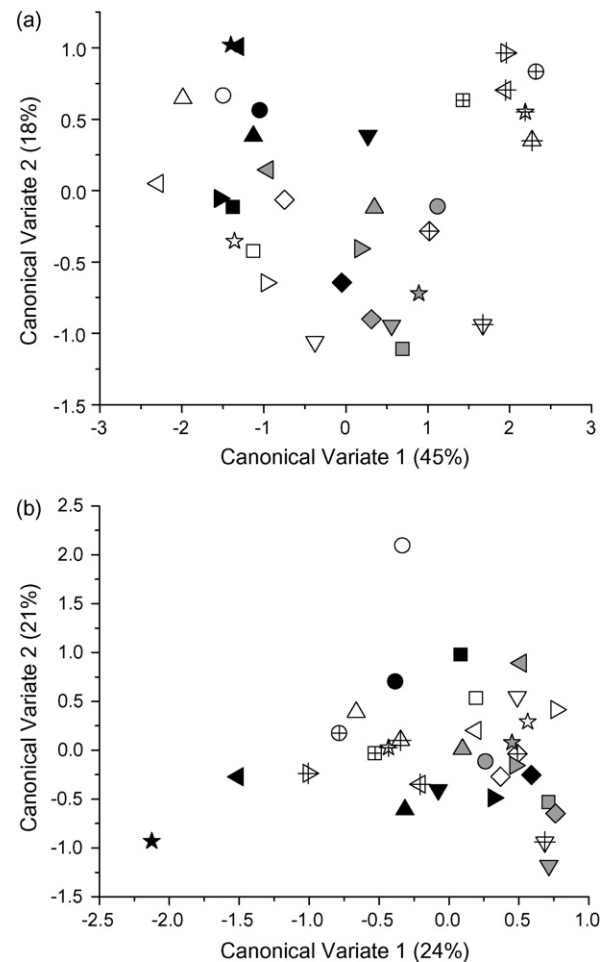 (a)
1.0
0.5
0.0
-0.5
-1.0
-1.5
Canonical Variate 2 (18%)
-3 -2 -1 0 1 2 3
Canonical Variate 1 (45%)
(b)
2.5
2.0
1.5
1.0
0.5
0.0
-0.5
-1.0
-1.5
Canonical Variate 2 (21%)
-2.5 -2.0 -1.5 -1.0 -0.5 0.0 0.5 1.0
Canonical Variate 1 (24%)